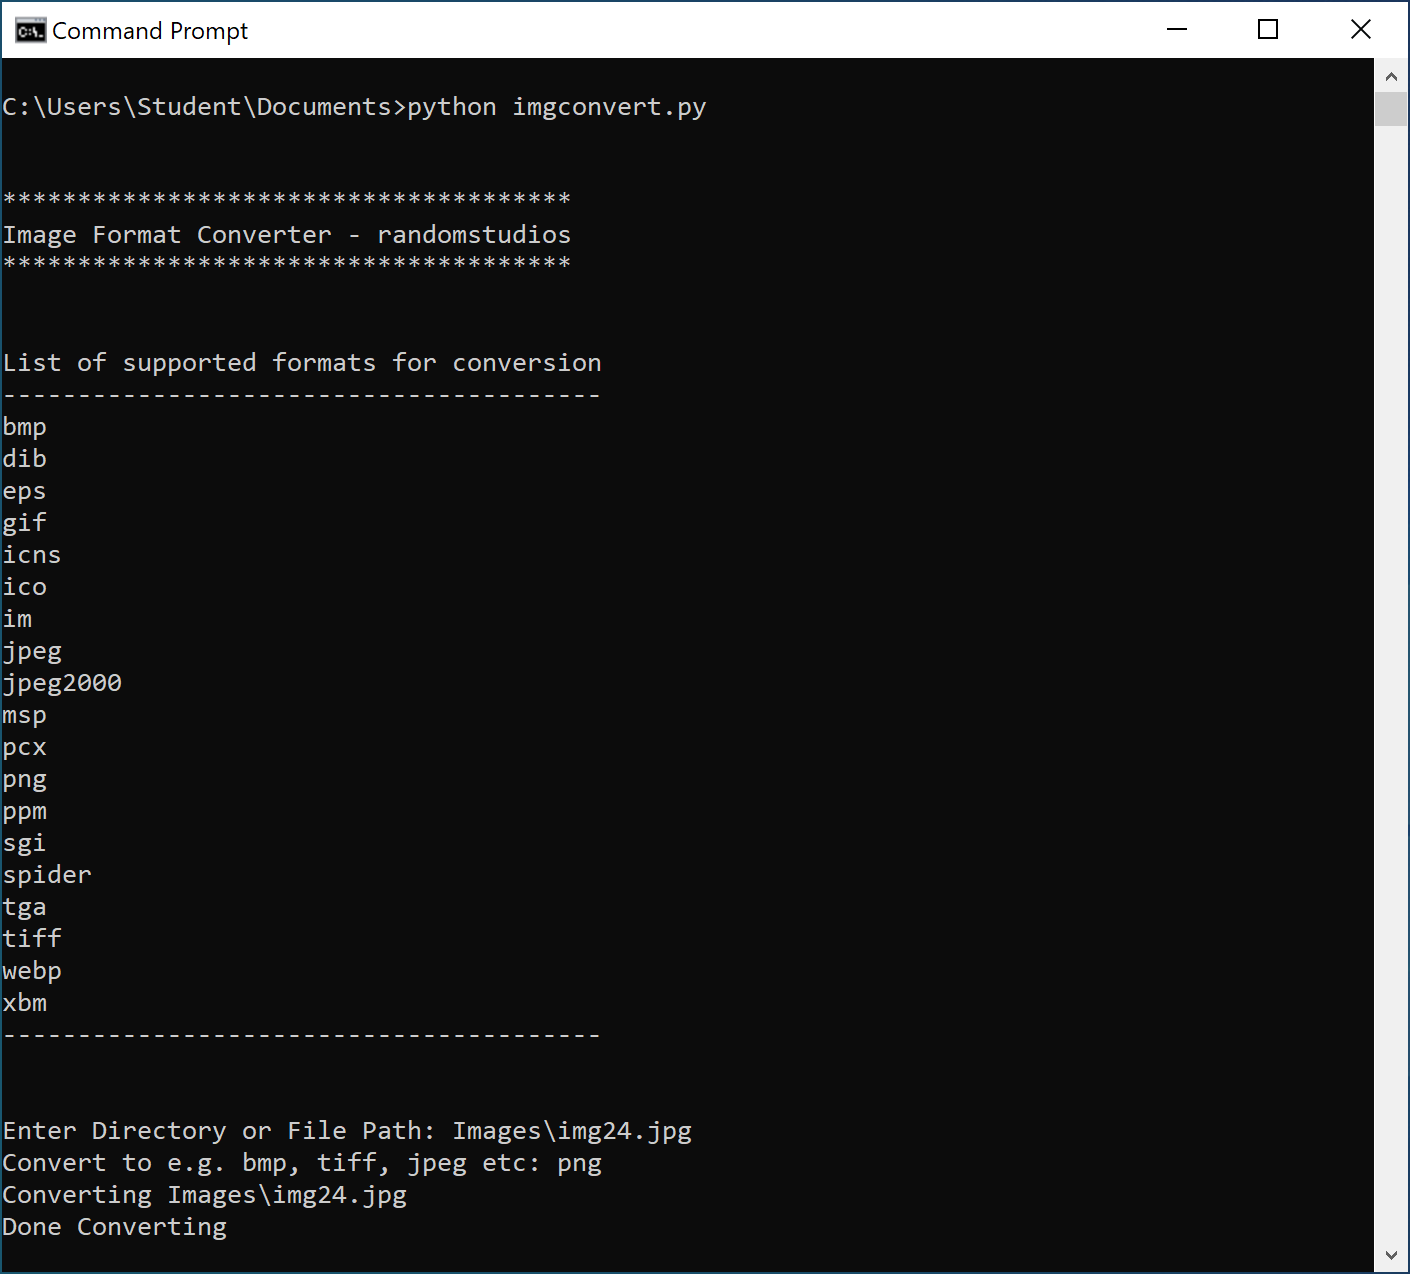 Command Prompt
C:\Users\Student\Documents>python imgconvert.py
**************************************
Image Format Converter - randomstudios
**************************************
List of supported formats for conversion
----------------------------------------
bmp
dib
eps
gif
icns
ico
im
jpeg
jpeg2000
msp
pcx
png
ppm
sgi
spider
tga
tiff
webp
xbm
----------------------------------------
Enter Directory or File Path: Images\img24.jpg
Convert to e.g. bmp, tiff, jpeg etc: png
Converting Images\img24.jpg
Done Converting